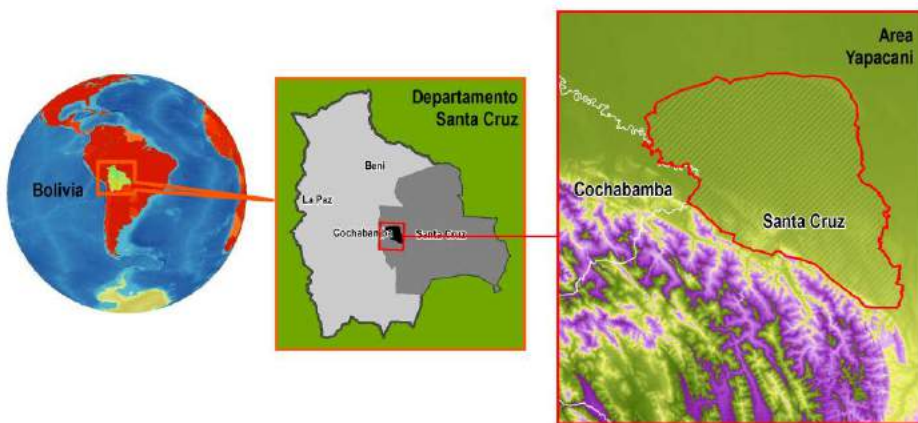 Bolivia
Departamento
Santa Cruz
Beni
La Paz
Cochabamba
Santa Cruz
Area
Yapacani
Cochabamba
Santa Cruz